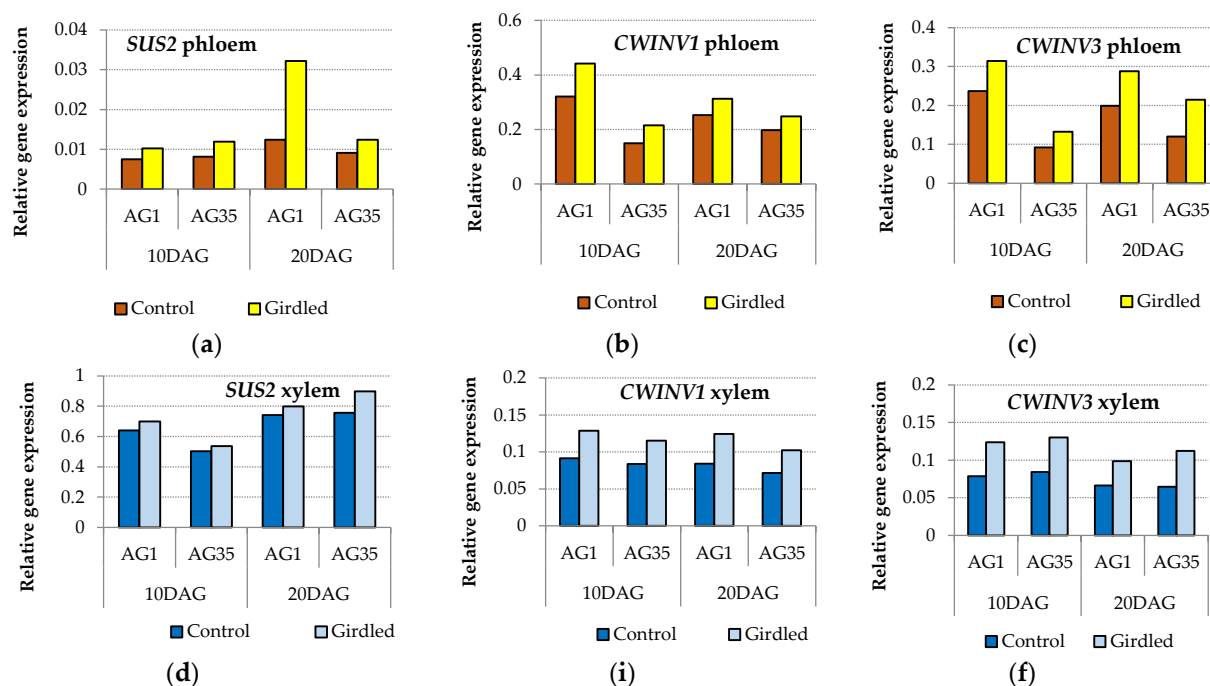 SUS2 phloem
Relative gene expression
0.04
0.03
0.02
0.01
0
AG1 AG35 AG1 AG35
10DAG 20DAG
Control Girdled
(a)
CWINV1 phloem
Relative gene expression
0.6
0.4
0.2
0
AG1 AG35 AG1 AG35
10DAG 20DAG
Control Girdled
(b)
CWINV3 phloem
Relative gene expression
0.4
0.3
0.2
0.1
0
AG1 AG35 AG1 AG35
10DAG 20DAG
Control Girdled
(c)
SUS2 xylem
Relative gene expression
1
0.8
0.6
0.4
0.2
0
AG1 AG35 AG1 AG35
10DAG 20DAG
Control Girdled
(d)
CWINV1 xylem
Relative gene expression
0.2
0.15
0.1
0.05
0
AG1 AG35 AG1 AG35
10DAG 20DAG
Control Girdled
(i)
CWINV3 xylem
Relative gene expression
0.2
0.15
0.1
0.05
0
AG1 AG35 AG1 AG35
10DAG 20DAG
Control Girdled
(f)